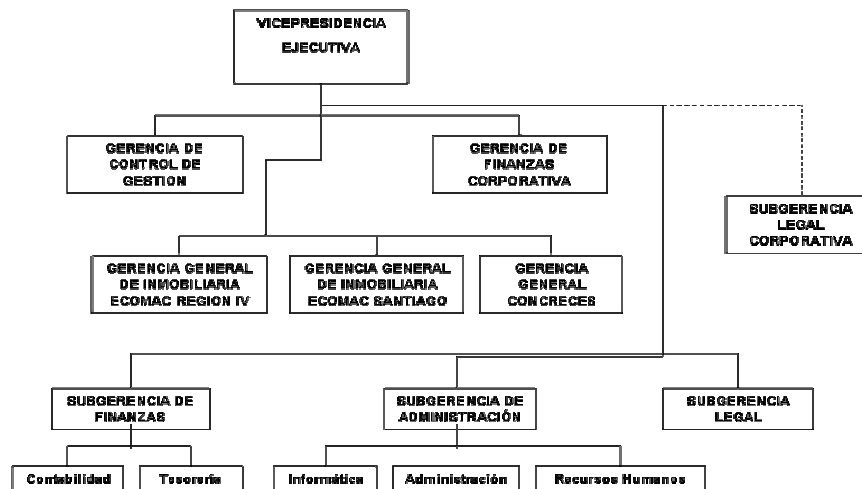 VICEPRESIDENCIA
EJECUTIVA
GERENCIA DE
CONTROL DE
GESTION
GERENCIA DE
FINANZAS
CORPORATIVA
SUBGERENCIA
LEGAL
CORPORATIVA
GERENCIA GENERAL
DE INMOBILIARIA
ECOMAC REGION IV
GERENCIA GENERAL
DE INMOBILIARIA
ECOMAC SANTIAGO
GERENCIA
GENERAL
CONCRECES
SUBGERENCIA DE
FINANZAS
SUBGERENCIA DE
ADMINISTRACIÓN
SUBGERENCIA
LEGAL
Contabilidad
Tesorería
Informática
Administración
Recursos Humanos